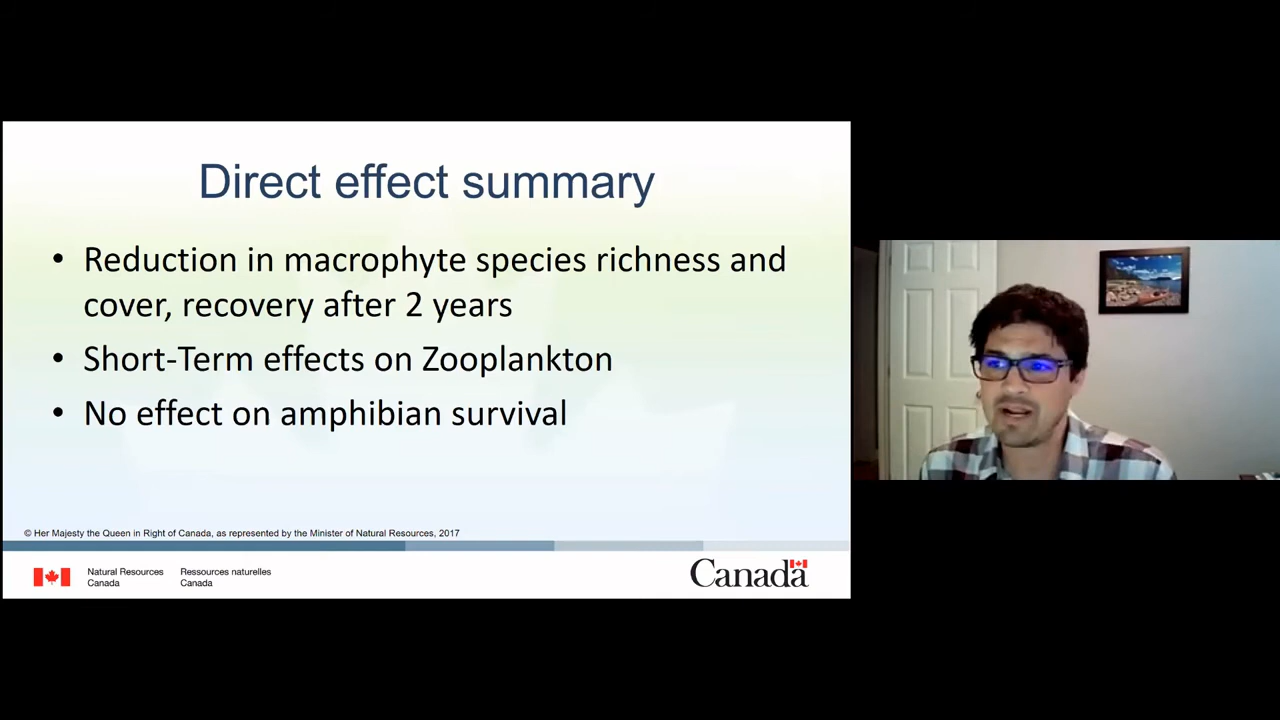 Direct effect summary
• Reduction in macrophyte species richness and
cover, recovery after 2 years
• Short-Term effects on Zooplankton
• No effect on amphibian survival
© Her Majesty the Queen in Right of Canada, as represented by the Minister of Natural Resources, 2017
Natural Resources Ressources naturelles
Canada Canada
Canada